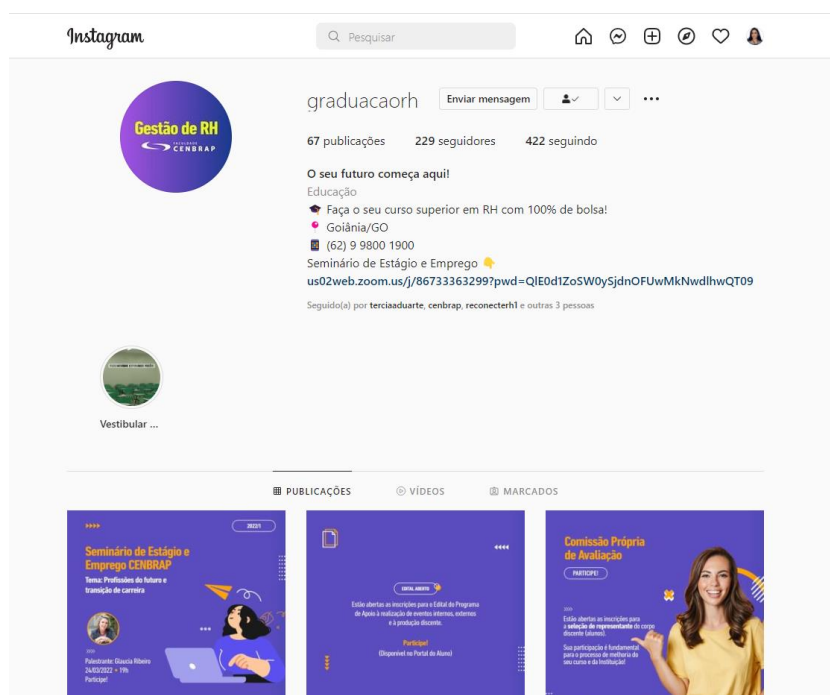 Instagram
Pesquisar
Gestão de RH
FACULDADE
CENBRAP
graduacaorh
Enviar mensagem
67 publicações 229 seguidores 422 seguindo
O seu futuro começa aqui!
Educação
🎓 Faça o seu curso superior em RH com 100% de bolsa!
📍 Goiânia/GO
📱 (62) 9 9800 1900
Seminário de Estágio e Emprego 👇
us02web.zoom.us/j/86733363299?pwd=QlE0d1ZoSW0ySjdnOFUwMkNwdlhwQT09
Seguido(a) por terciaaduarte, cenbrap, reconecterh1 e outras 3 pessoas
Vestibular ...
PUBLICAÇÕES VÍDEOS MARCADOS
2022/1
Seminário de Estágio e
Emprego CENBRAP
Tema: Profissões do futuro e
transição de carreira
Palestrante: Glaucia Ribeiro
24/03/2022 • 19h
Participe!
EDITAL ABERTO
Estão abertas as inscrições para o Edital do Programa
de Apoio à realização de eventos internos, externos
e à produção discente.
Participe!
(Disponível no Portal do Aluno)
Comissão Própria
de Avaliação
PARTICIPE!
Estão abertas as inscrições para
a seleção de representante do corpo
discente (alunos).
Sua participação é fundamental
para o processo de melhoria do
seu curso e da Instituição!